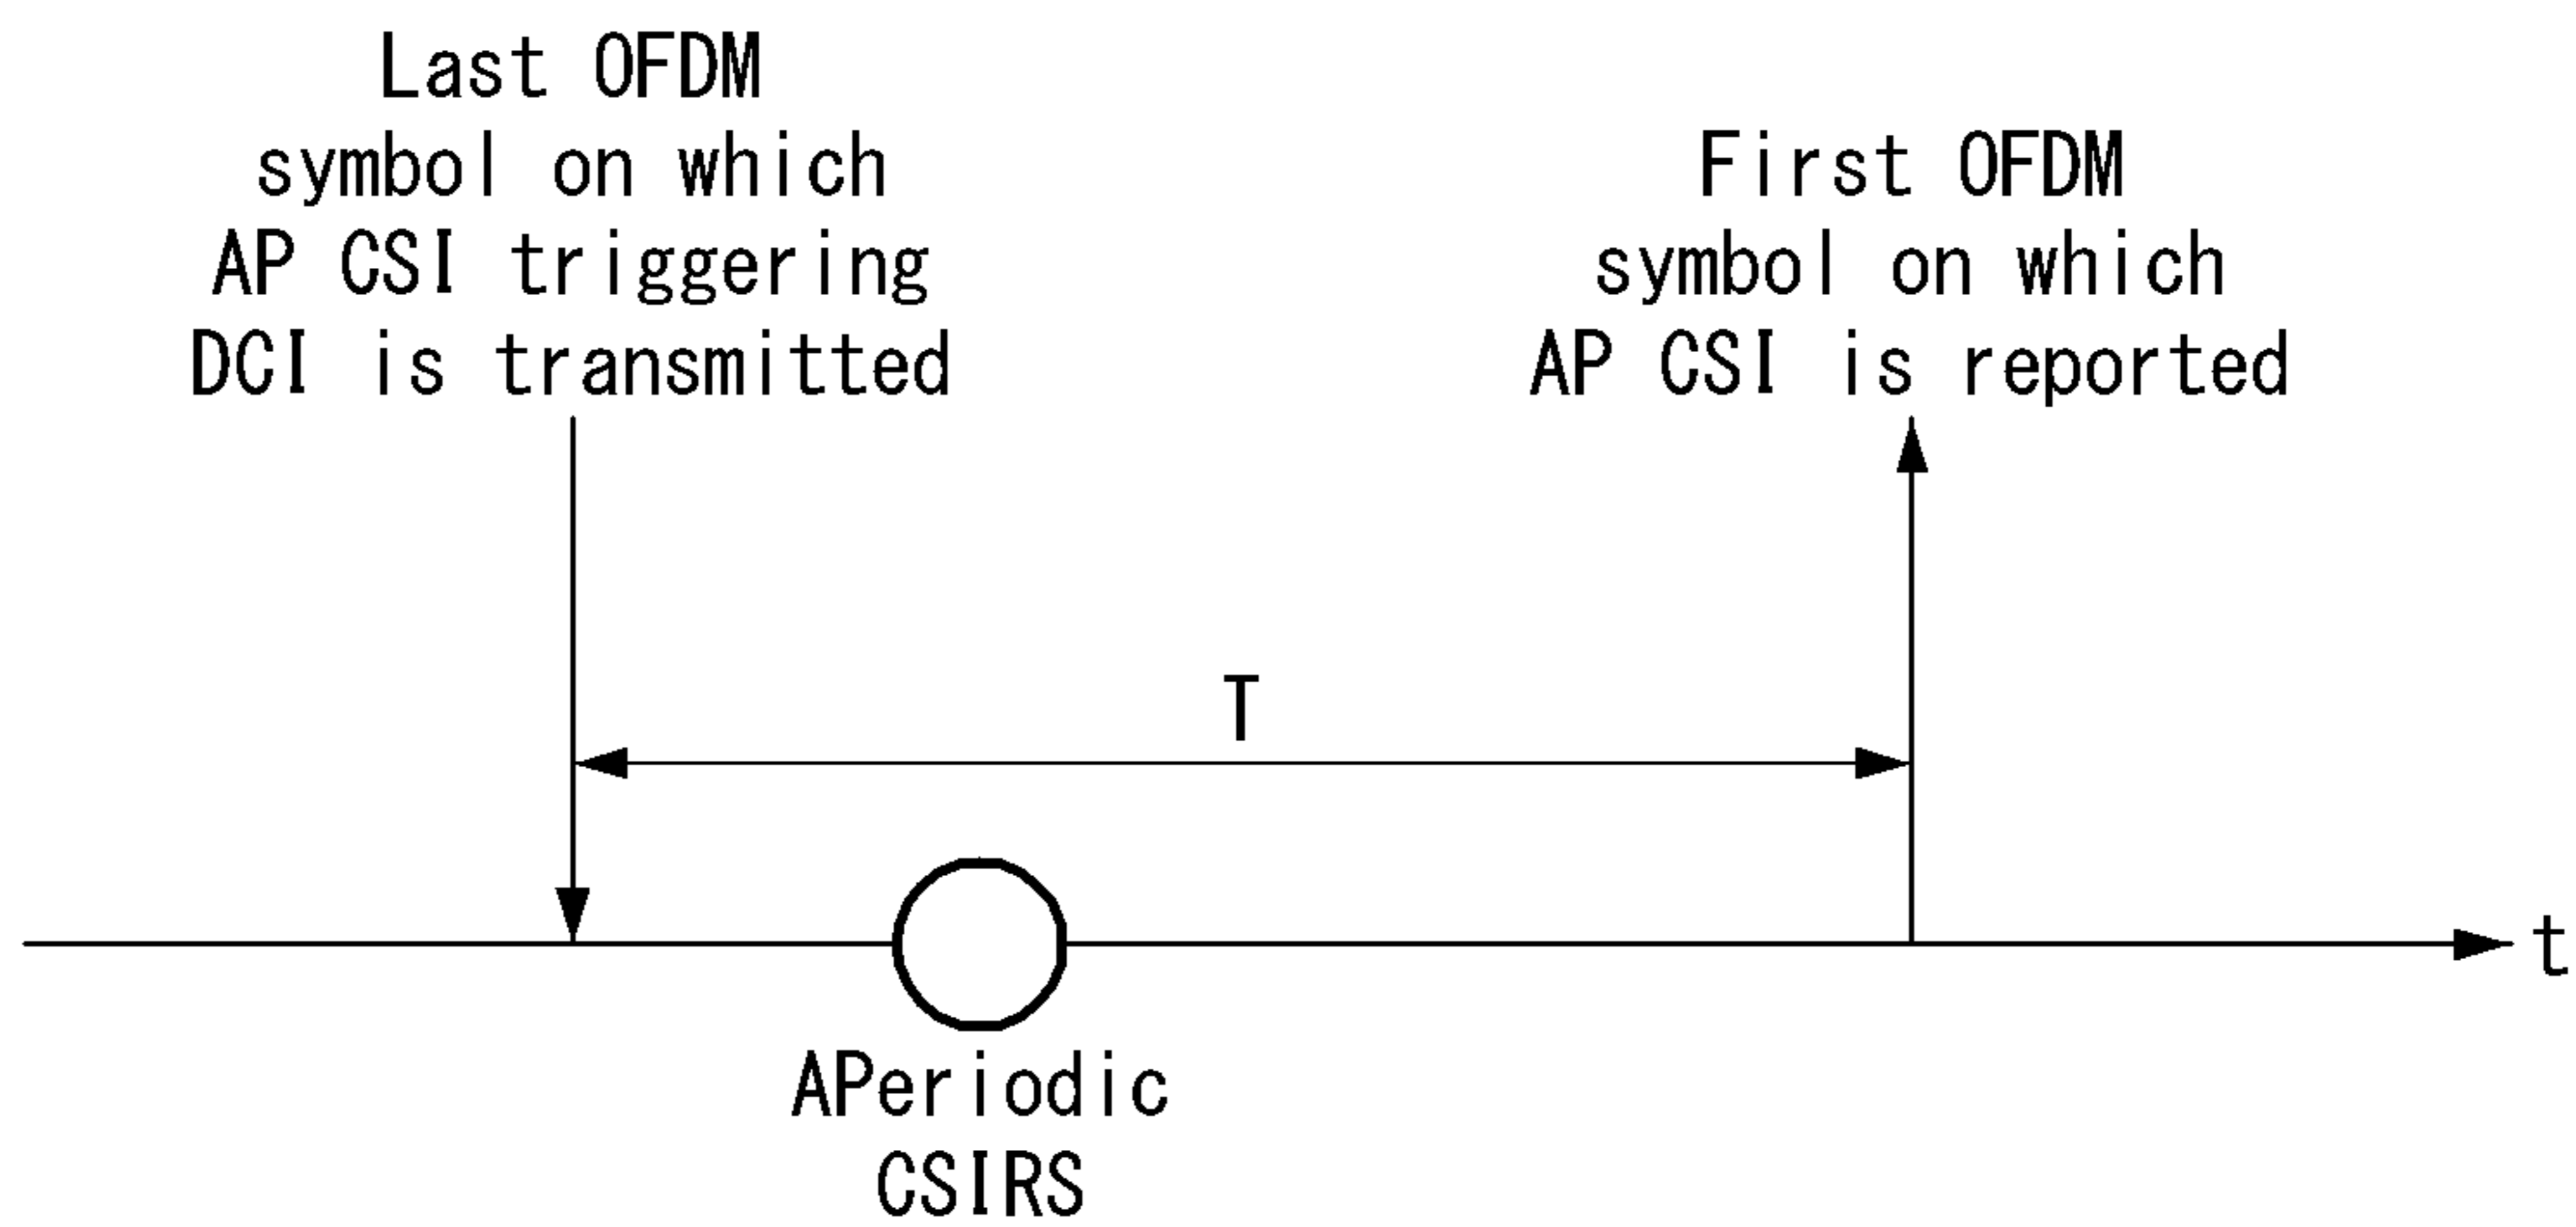 Last OFDM
symbol on which
AP CSI triggering
DCI is transmitted
First OFDM
symbol on which
AP CSI is reported
T
t
APeriodic
CSIRS